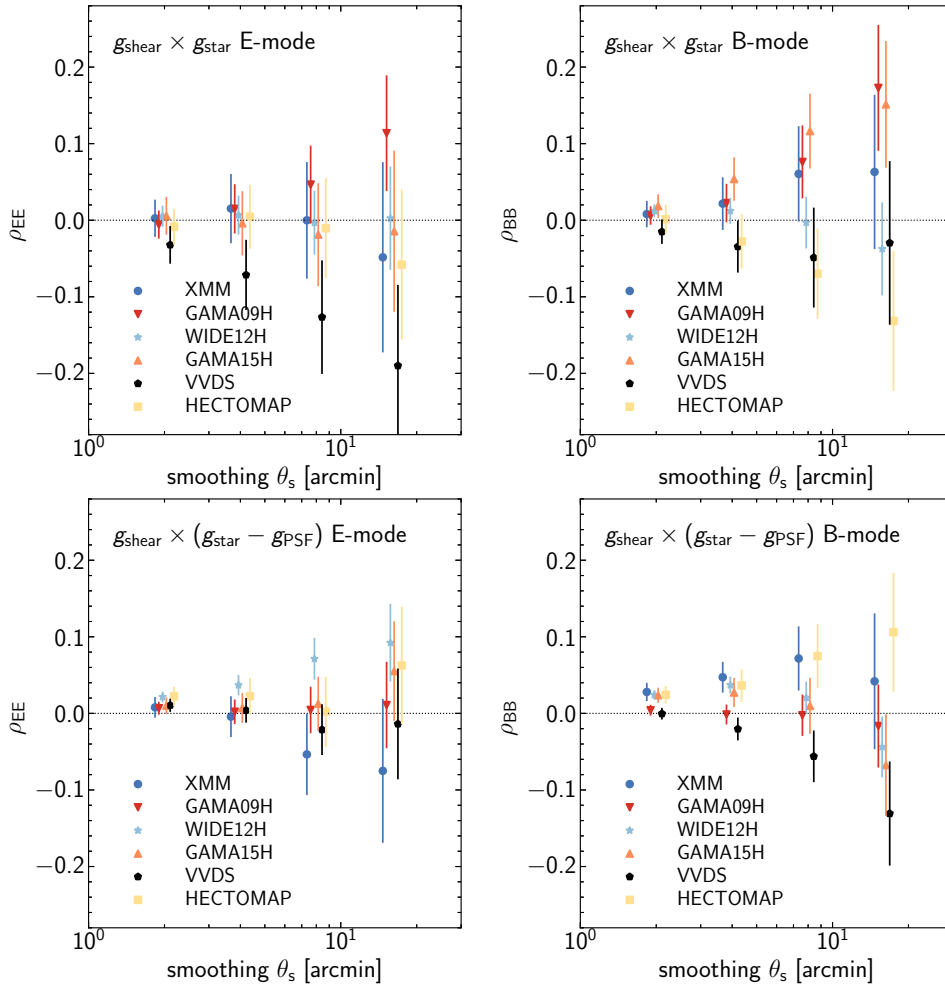 g_shear × g_star E-mode
ρ_EE
0.2
0.1
0.0
−0.1
−0.2
XMM
GAMA09H
WIDE12H
GAMA15H
VVDS
HECTOMAP
10^0
10^1
smoothing θ_s [arcmin]
g_shear × g_star B-mode
ρ_BB
0.2
0.1
0.0
−0.1
−0.2
XMM
GAMA09H
WIDE12H
GAMA15H
VVDS
HECTOMAP
10^0
10^1
smoothing θ_s [arcmin]
g_shear × (g_star − g_PSF) E-mode
ρ_EE
0.2
0.1
0.0
−0.1
−0.2
XMM
GAMA09H
WIDE12H
GAMA15H
VVDS
HECTOMAP
10^0
10^1
smoothing θ_s [arcmin]
g_shear × (g_star − g_PSF) B-mode
ρ_BB
0.2
0.1
0.0
−0.1
−0.2
XMM
GAMA09H
WIDE12H
GAMA15H
VVDS
HECTOMAP
10^0
10^1
smoothing θ_s [arcmin]